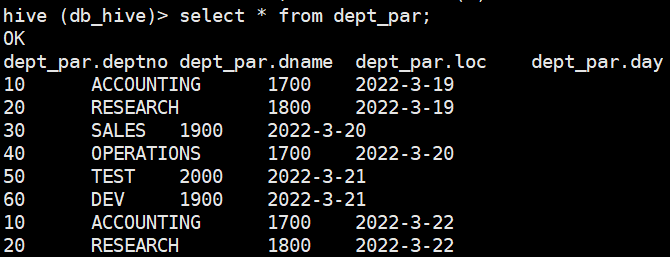 hive (db_hive)> select * from dept_par;
OK
dept_par.deptno dept_par.dname  dept_par.loc    dept_par.day
10      ACCOUNTING      1700    2022-3-19
20      RESEARCH        1800    2022-3-19
30      SALES   1900    2022-3-20
40      OPERATIONS      1700    2022-3-20
50      TEST    2000    2022-3-21
60      DEV     1900    2022-3-21
10      ACCOUNTING      1700    2022-3-22
20      RESEARCH        1800    2022-3-22